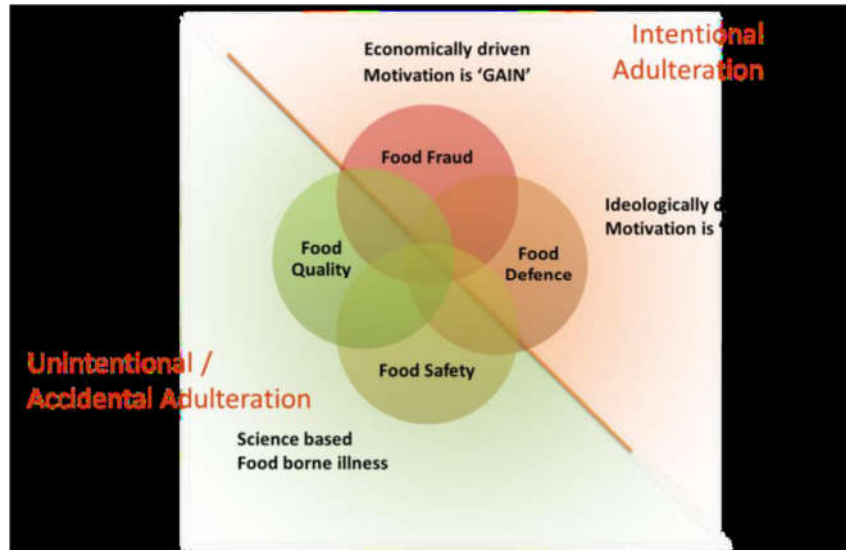 Intentional
Adulteration
Economically driven
Motivation is ‘GAIN’
Food Fraud
Ideologically
Motivation is ‘
Food
Quality
Food
Defence
Food Safety
Unintentional /
Accidental Adulteration
Science based
Food borne illness